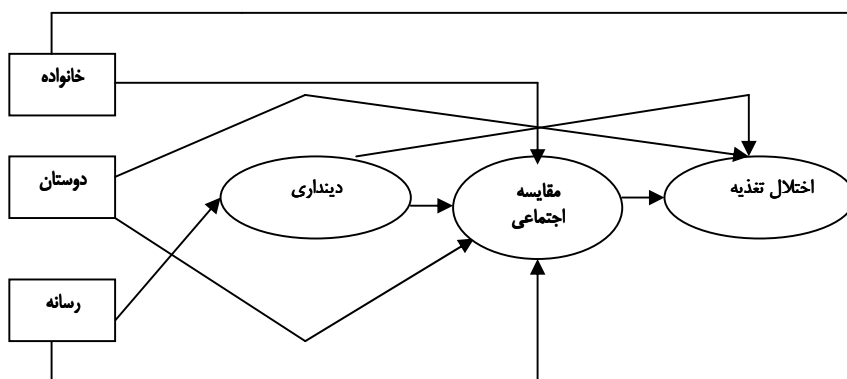 خانواده
دوستان
رسانه
دینداری
مقایسه
اجتماعی
اختلال تغذیه